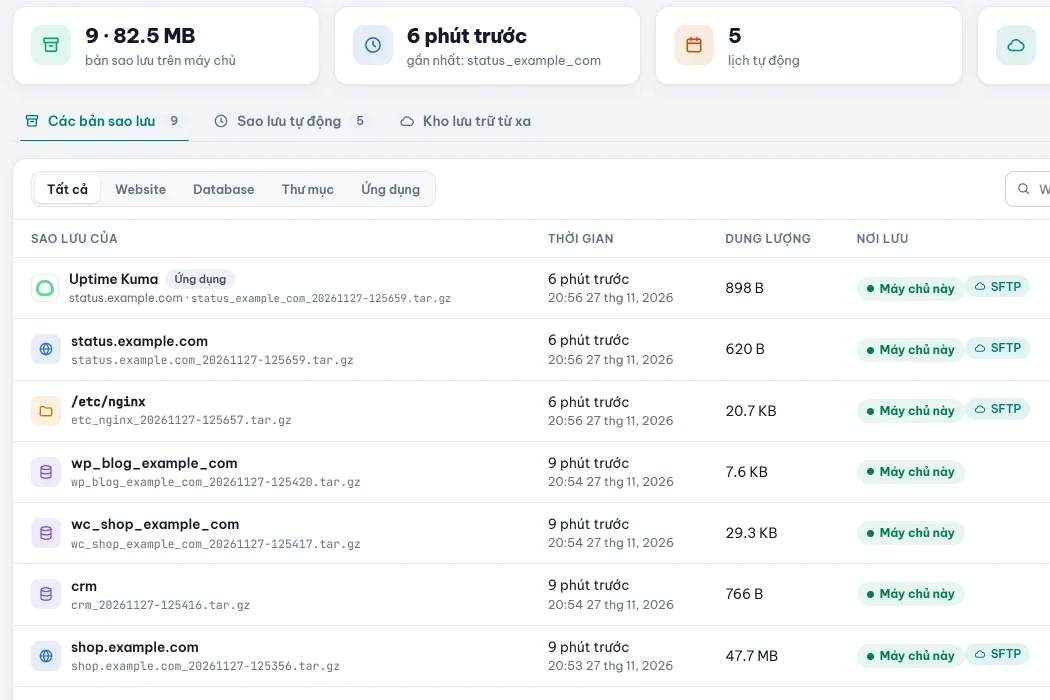 9 · 82.5 MB
bản sao lưu trên máy chủ
6 phút trước
gần nhất: status_example_com
5
lịch tự động
Các bản sao lưu 9
Sao lưu tự động 5
Kho lưu trữ từ xa
Tất cả
Website
Database
Thư mục
Ứng dụng
SAO LƯU CỦA
THỜI GIAN
DUNG LƯỢNG
NƠI LƯU
Uptime Kuma Ứng dụng
status.example.com · status_example_com_20261127-125659.tar.gz
6 phút trước
20:56 27 thg 11, 2026
898 B
Máy chủ này
SFTP
status.example.com
status.example.com_20261127-125659.tar.gz
6 phút trước
20:56 27 thg 11, 2026
620 B
Máy chủ này
SFTP
/etc/nginx
etc_nginx_20261127-125657.tar.gz
6 phút trước
20:56 27 thg 11, 2026
20.7 KB
Máy chủ này
SFTP
wp_blog_example_com
wp_blog_example_com_20261127-125420.tar.gz
9 phút trước
20:54 27 thg 11, 2026
7.6 KB
Máy chủ này
wc_shop_example_com
wc_shop_example_com_20261127-125417.tar.gz
9 phút trước
20:54 27 thg 11, 2026
29.3 KB
Máy chủ này
crm
crm_20261127-125416.tar.gz
9 phút trước
20:54 27 thg 11, 2026
766 B
Máy chủ này
shop.example.com
shop.example.com_20261127-125356.tar.gz
9 phút trước
20:53 27 thg 11, 2026
47.7 MB
Máy chủ này
SFTP